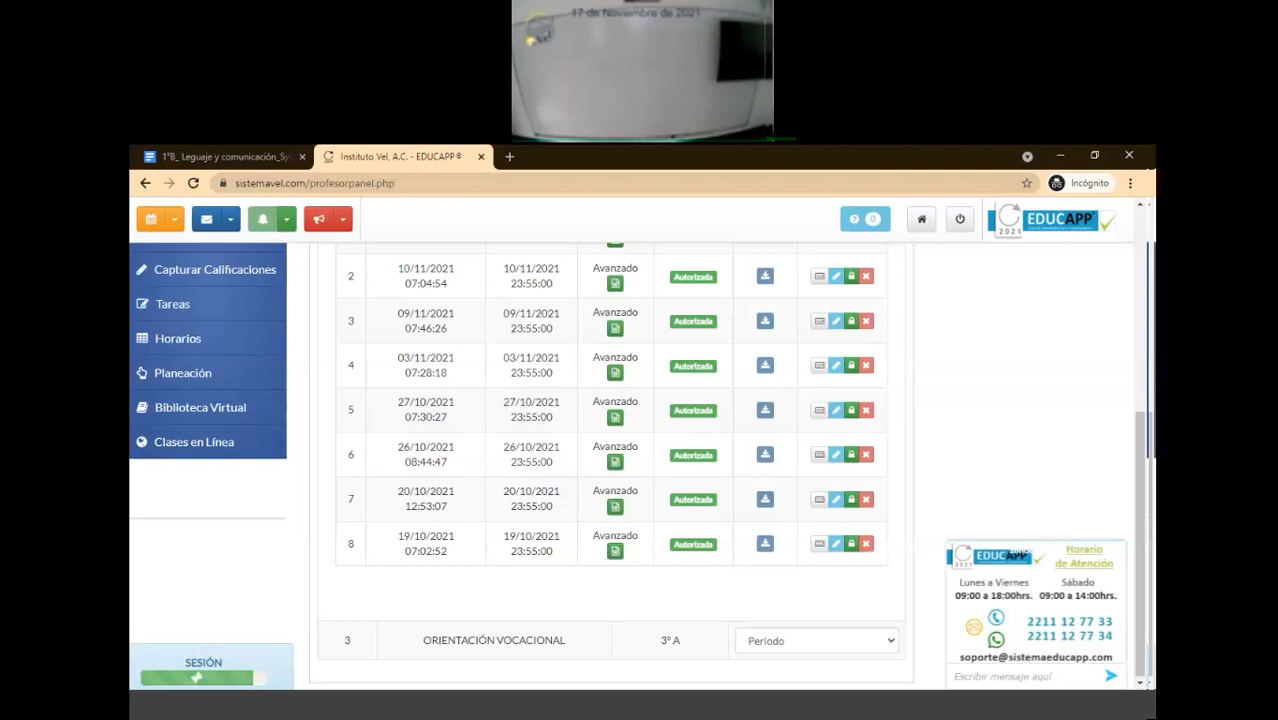 17 de Noviembre de 2021
1°B_ Leguaje y comunicación_Sy
Instituto Vel, A.C. - EDUCAPP®
sistemavel.com/profesorpanel.php
Incógnito
0
2021
EDUCAPP
Capturar Calificaciones
Tareas
Horarios
Planeación
Biblioteca Virtual
Clases en Línea
2 10/11/2021 10/11/2021 Avanzado Autorizada
07:04:54 23:55:00
3 09/11/2021 09/11/2021 Avanzado Autorizada
07:46:26 23:55:00
4 03/11/2021 03/11/2021 Avanzado Autorizada
07:28:18 23:55:00
5 27/10/2021 27/10/2021 Avanzado Autorizada
07:30:27 23:55:00
6 26/10/2021 26/10/2021 Avanzado Autorizada
08:44:47 23:55:00
7 20/10/2021 20/10/2021 Avanzado Autorizada
12:53:07 23:55:00
8 19/10/2021 19/10/2021 Avanzado Autorizada
07:02:52 23:55:00
3 ORIENTACIÓN VOCACIONAL 3° A Período
SESIÓN
2021 EDUCAPP
Horario
de Atención
Lunes a Viernes Sábado
09:00 a 18:00hrs. 09:00 a 14:00hrs.
2211 12 77 33
2211 12 77 34
soporte@sistemaeducapp.com
Escribir mensaje aquí